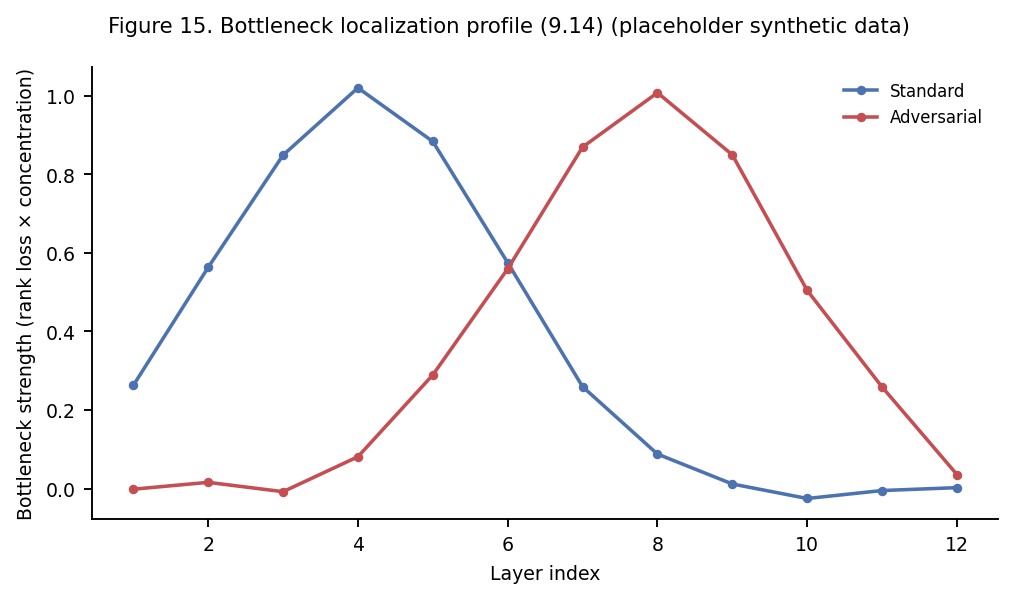 Figure 15. Bottleneck localization profile (9.14) (placeholder synthetic data)
Bottleneck strength (rank loss × concentration)
1.0
0.8
0.6
0.4
0.2
0.0
Standard
Adversarial
2 4 6 8 10 12
Layer index